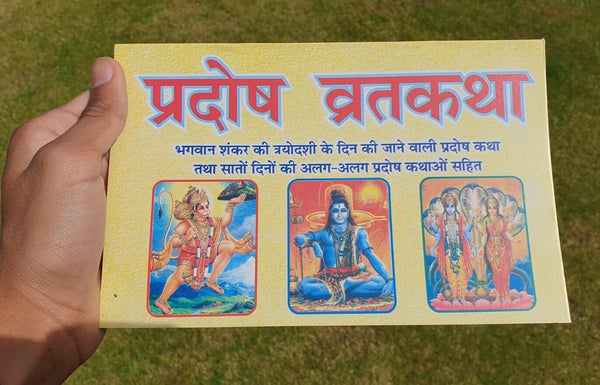 प्रदोष व्रतकथा
भगवान शंकर की त्रयोदशी के दिन की जाने वाली प्रदोष कथा
तथा सातों दिनों की अलग-अलग प्रदोष कथाओं सहित